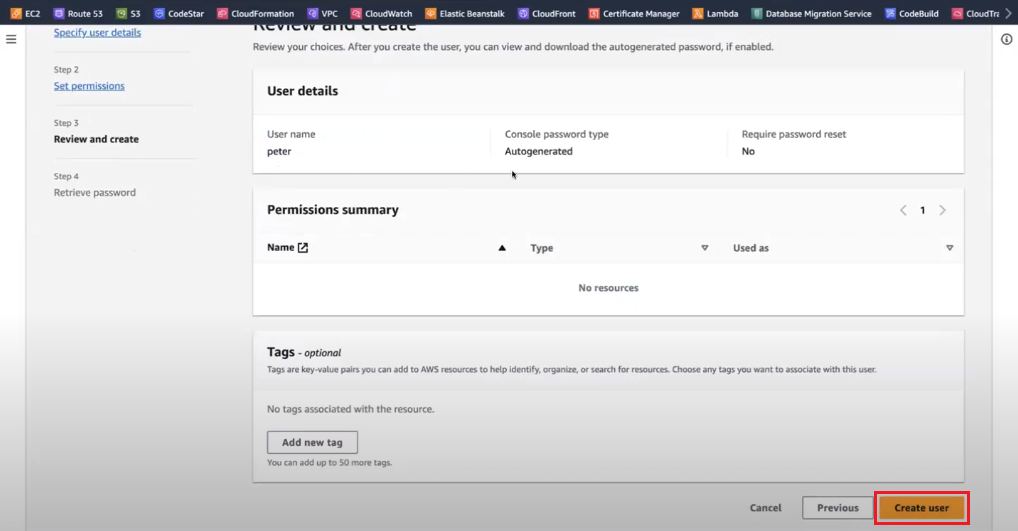 EC2 Route 53 S3 CodeStar CloudFormation VPC CloudWatch Elastic Beanstalk CloudFront Certificate Manager Lambda Database Migration Service CodeBuild CloudTra
Specify user details
Step 2
Set permissions
Step 3
Review and create
Step 4
Retrieve password
Review and create
Review your choices. After you create the user, you can view and download the autogenerated password, if enabled.
User details
User name
peter
Console password type
Autogenerated
Require password reset
No
Permissions summary
1
Name Type Used as
No resources
Tags - optional
Tags are key-value pairs you can add to AWS resources to help identify, organize, or search for resources. Choose any tags you want to associate with this user.
No tags associated with the resource.
Add new tag
You can add up to 50 more tags.
Cancel Previous Create user